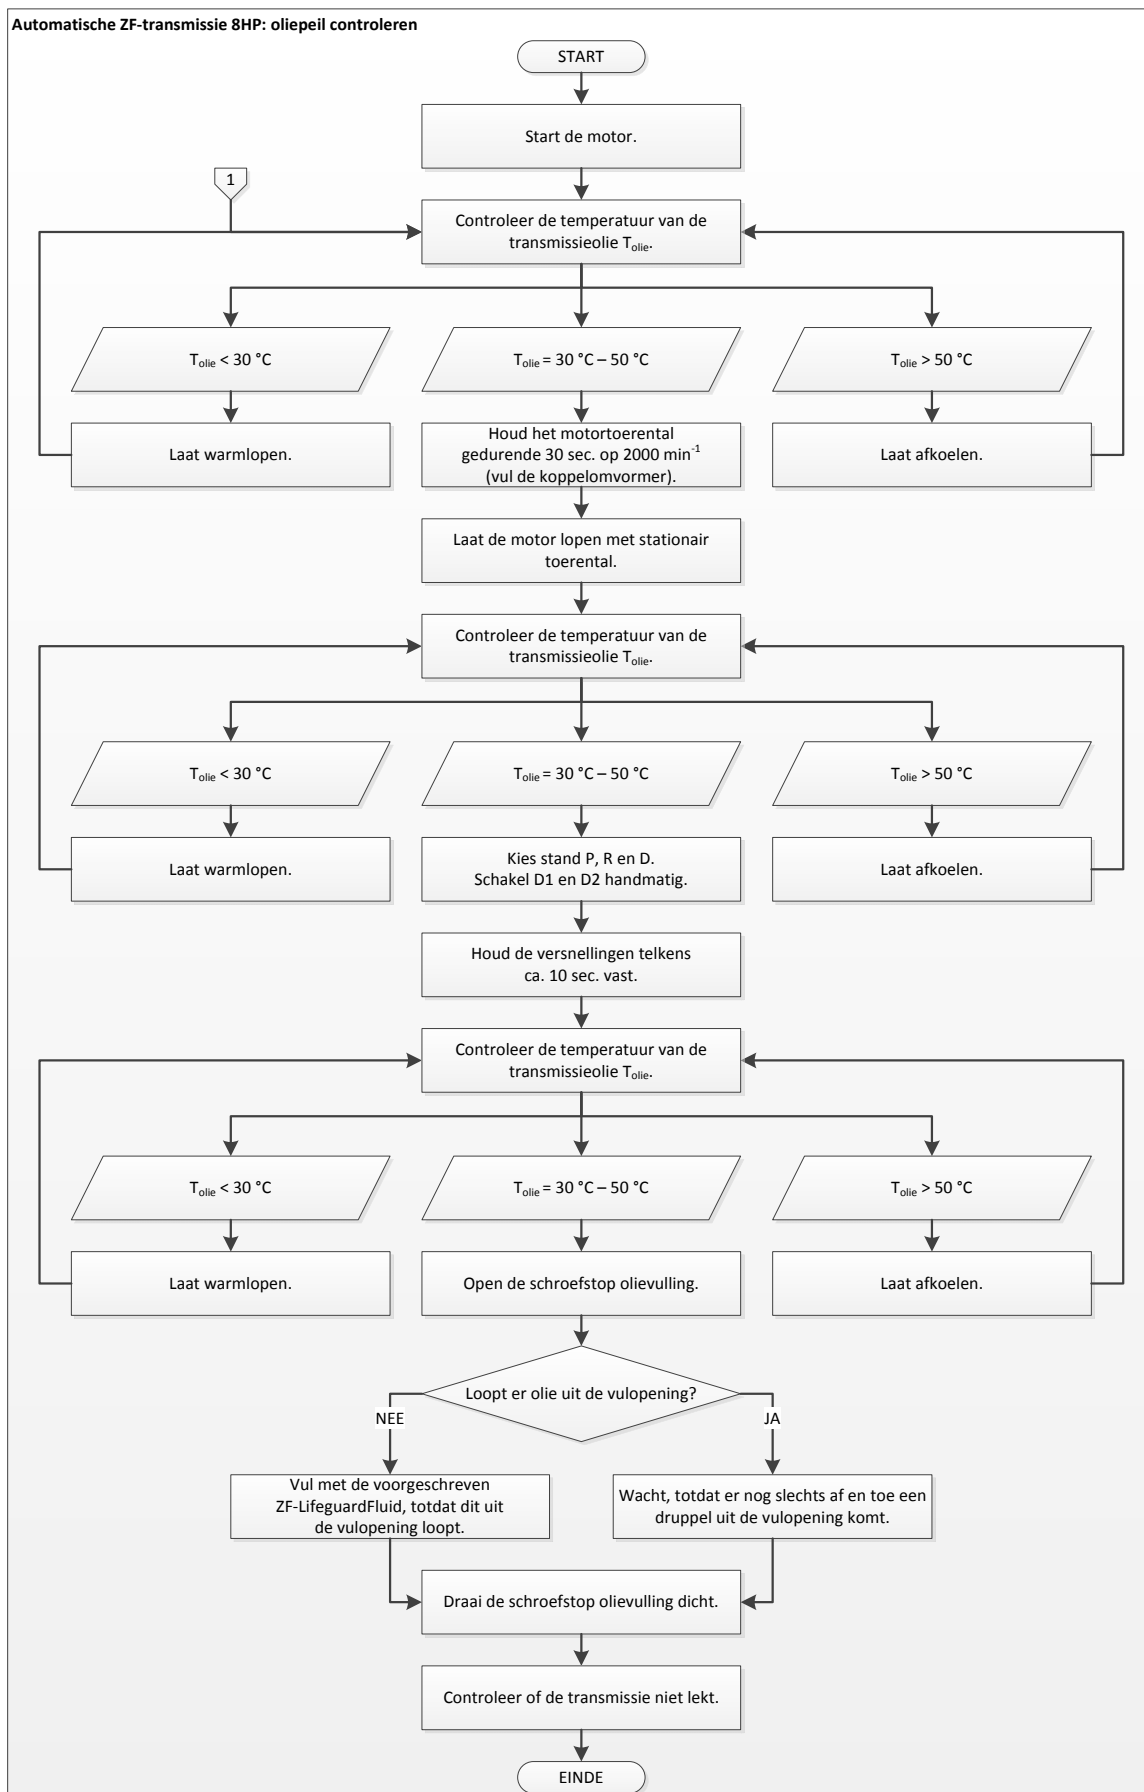 Automatische ZF-transmissie 8HP: oliepeil controleren
START
Start de motor.
1
Controleer de temperatuur van de
transmissieolie Tolie.
Tolie < 30 °C
Tolie = 30 °C – 50 °C
Tolie > 50 °C
Laat warmlopen.
Houd het motortoerental
gedurende 30 sec. op 2000 min-1
(vul de koppelomvormer).
Laat afkoelen.
Laat de motor lopen met stationair
toerental.
Controleer de temperatuur van de
transmissieolie Tolie.
Tolie < 30 °C
Tolie = 30 °C – 50 °C
Tolie > 50 °C
Laat warmlopen.
Kies stand P, R en D.
Schakel D1 en D2 handmatig.
Laat afkoelen.
Houd de versnellingen telkens
ca. 10 sec. vast.
Controleer de temperatuur van de
transmissieolie Tolie.
Tolie < 30 °C
Tolie = 30 °C – 50 °C
Tolie > 50 °C
Laat warmlopen.
Open de schroefstop olievulling.
Laat afkoelen.
Loopt er olie uit de vulopening?
NEE
JA
Vul met de voorgeschreven
ZF-LifeguardFluid, totdat dit uit
de vulopening loopt.
Wacht, totdat er nog slechts af en toe een
druppel uit de vulopening komt.
Draai de schroefstop olievulling dicht.
Controleer of de transmissie niet lekt.
EINDE